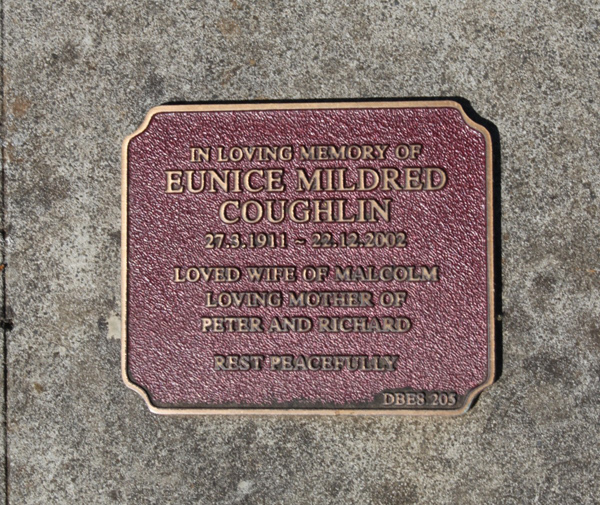 IN LOVING MEMORY OF
EUNICE MILDRED
COUGHLIN
27.3.1911 ~ 22.12.2002
LOVED WIFE OF MALCOLM
LOVING MOTHER OF
PETER AND RICHARD
REST PEACEFULLY
DBE8 205